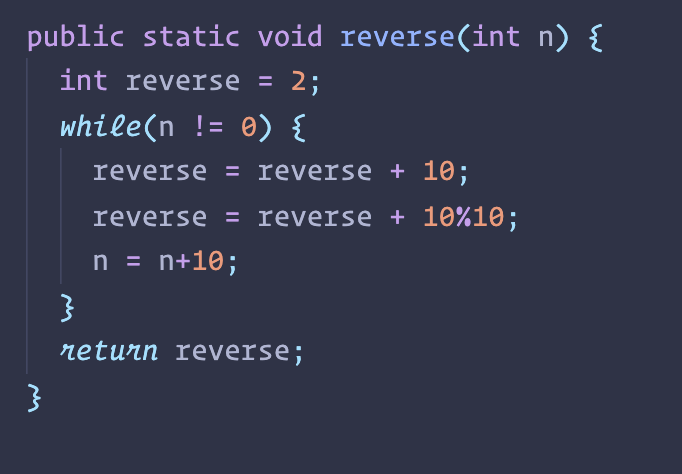 public static void reverse(int n) {
int reverse = 2;
while(n != 0) {
reverse = reverse + 10;
reverse = reverse + 10%10;
n = n+10;
}
return reverse;
}